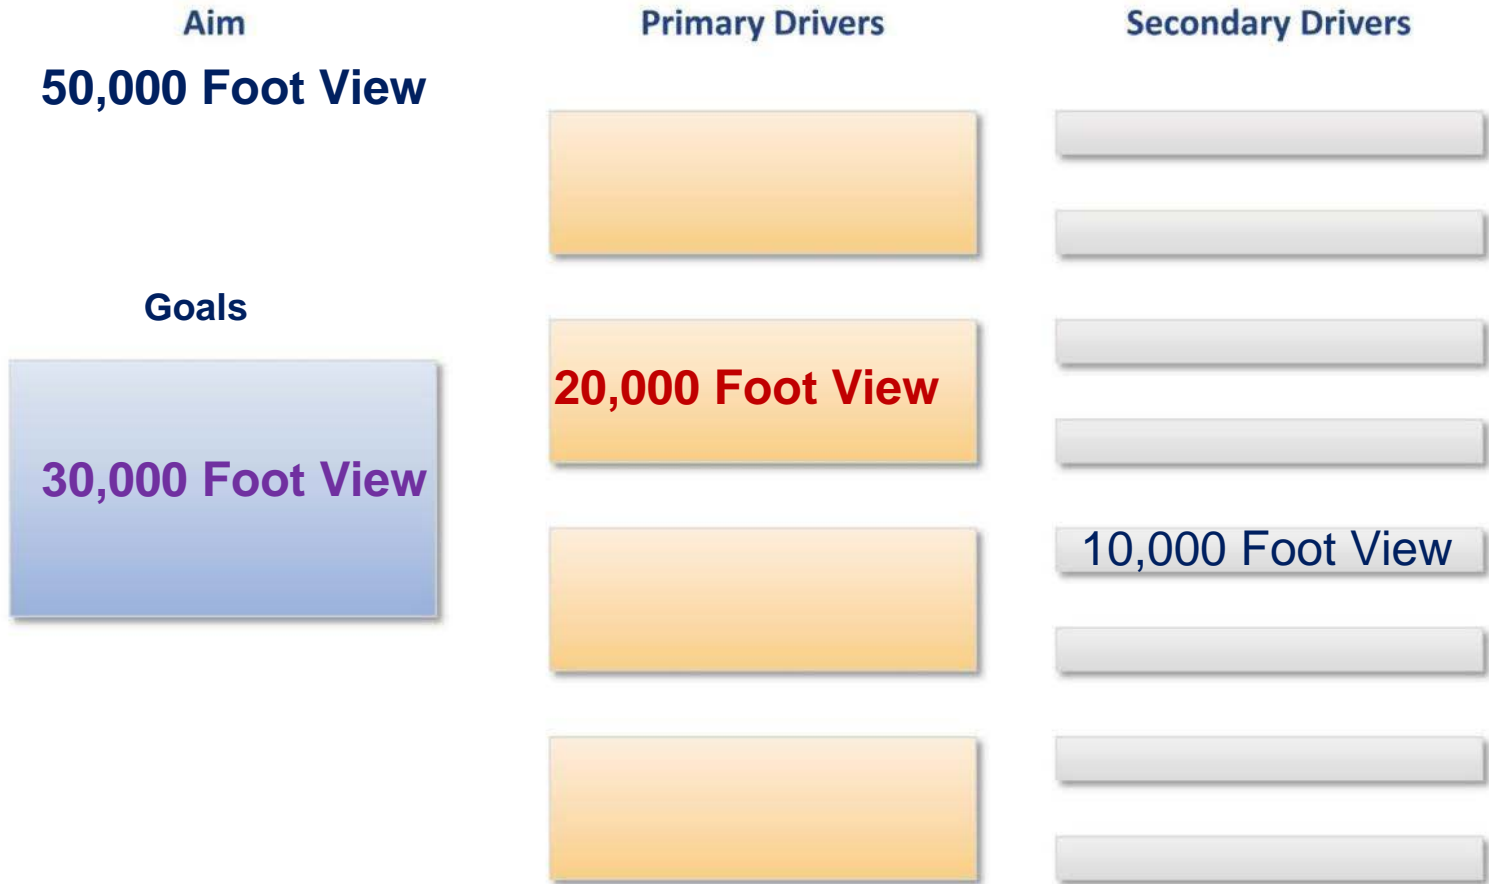 Aim
Primary Drivers
Secondary Drivers
50,000 Foot View
Goals
20,000 Foot View
30,000 Foot View
10,000 Foot View